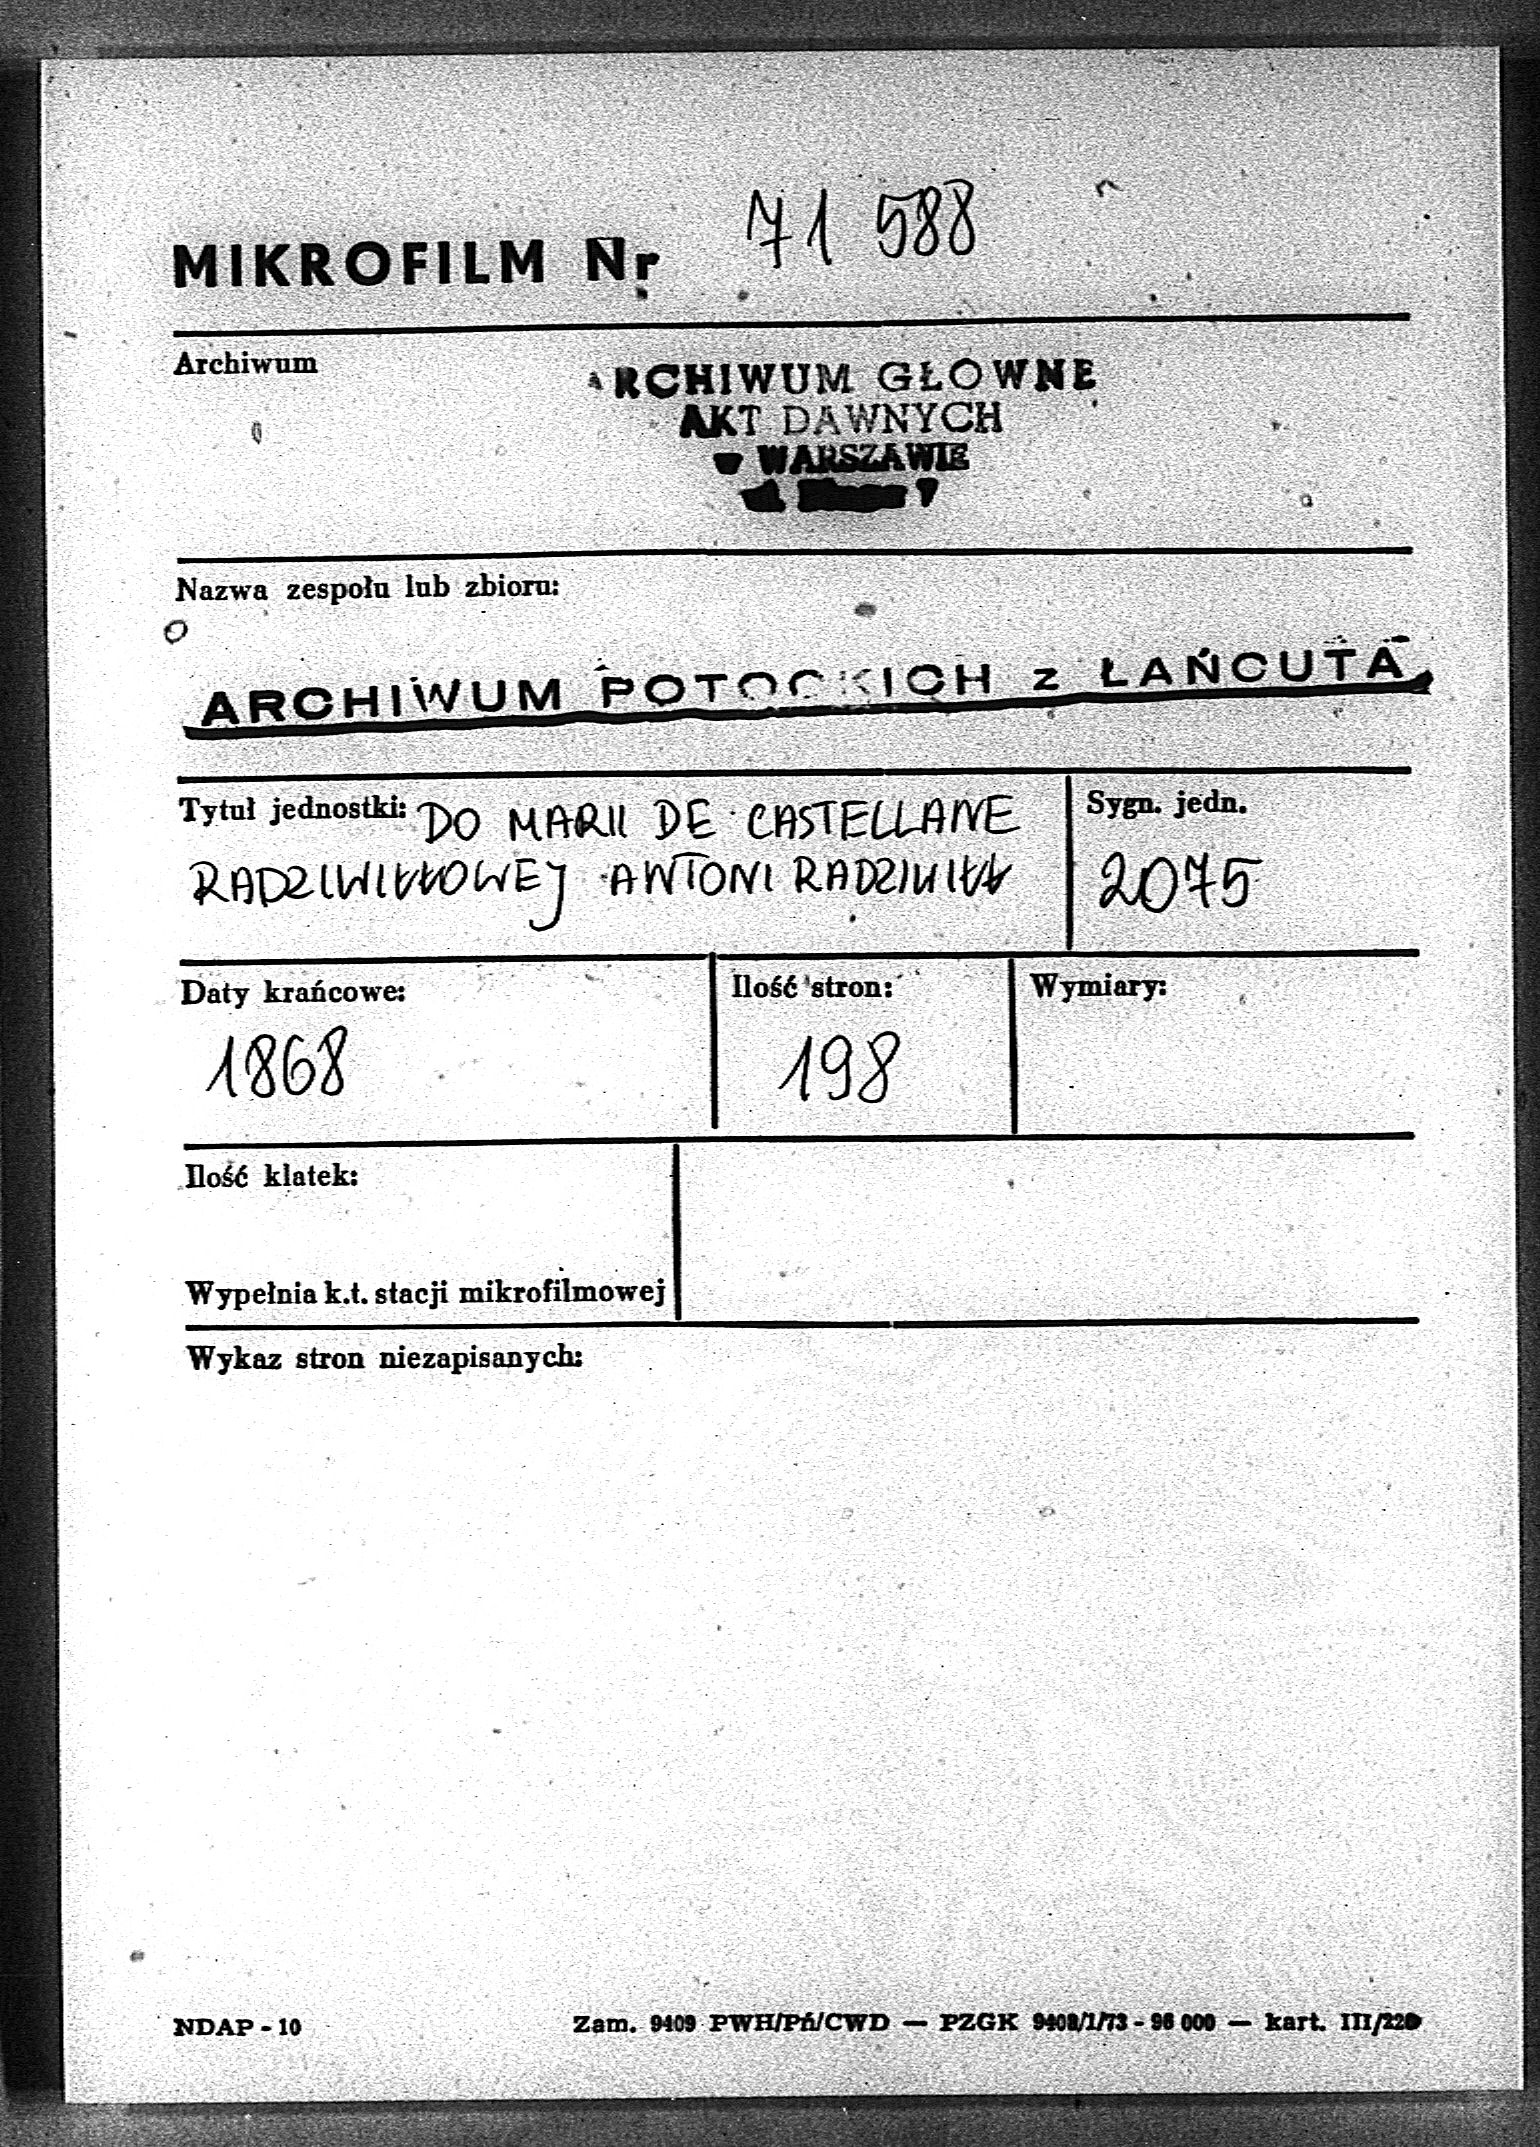 MIKROFILM Nr 71 588
Archiwum
ARCHIWUM GŁOWNE
AKT DAWNYCH
W WARSZAWIE
Nazwa zespołu lub zbioru:
ARCHIWUM POTOCKICH z ŁAŃCUTA
Tytuł jednostki: DO MARII DE CASTELLANE
RADZIWIŁŁOWEJ ANTONI RADZIWIŁŁ
Sygn. jedn.
2075
Daty krańcowe:
1868
Ilość stron:
198
Wymiary:
Ilość klatek:
Wypełnia k.t. stacji mikrofilmowej
Wykaz stron niezapisanych:
NDAP - 10
Zam. 9409 PWH/Pń/CWD — PZGK 9408/1/73 - 96 000 — kart. III/220